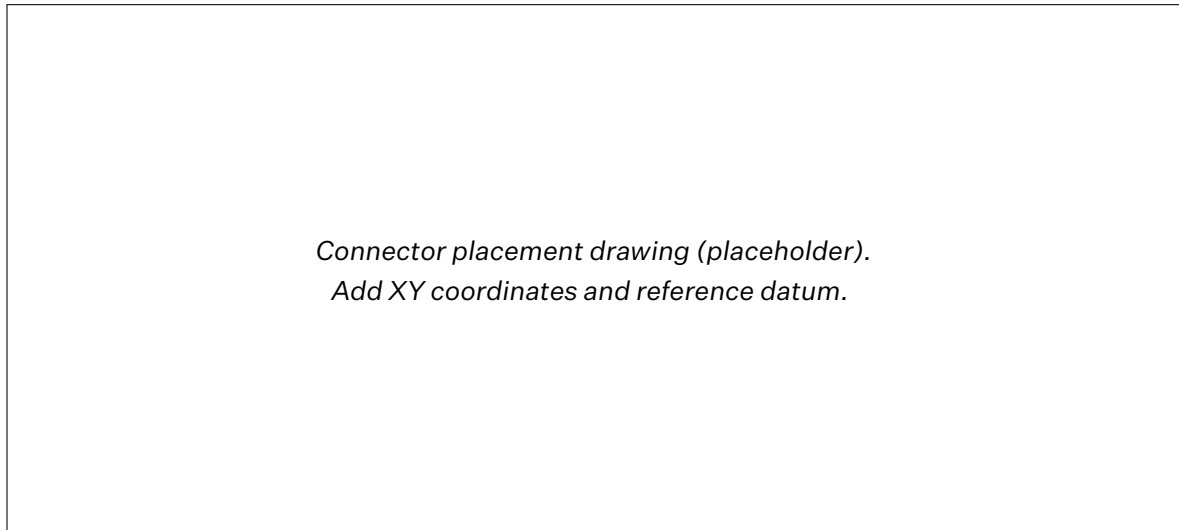 Connector placement drawing (placeholder).
Add XY coordinates and reference datum.